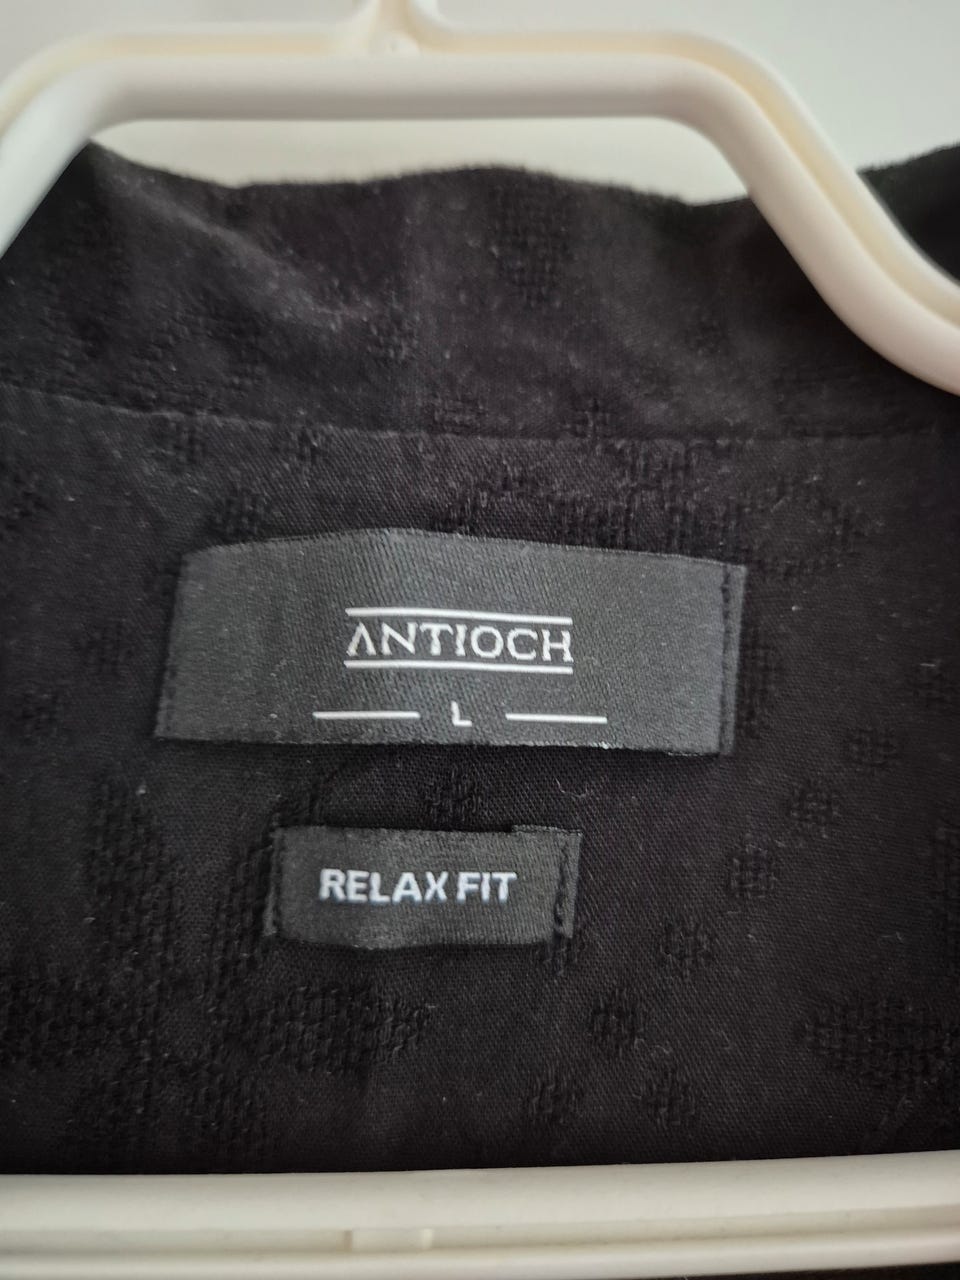 ANTIOCH
L
RELAX FIT